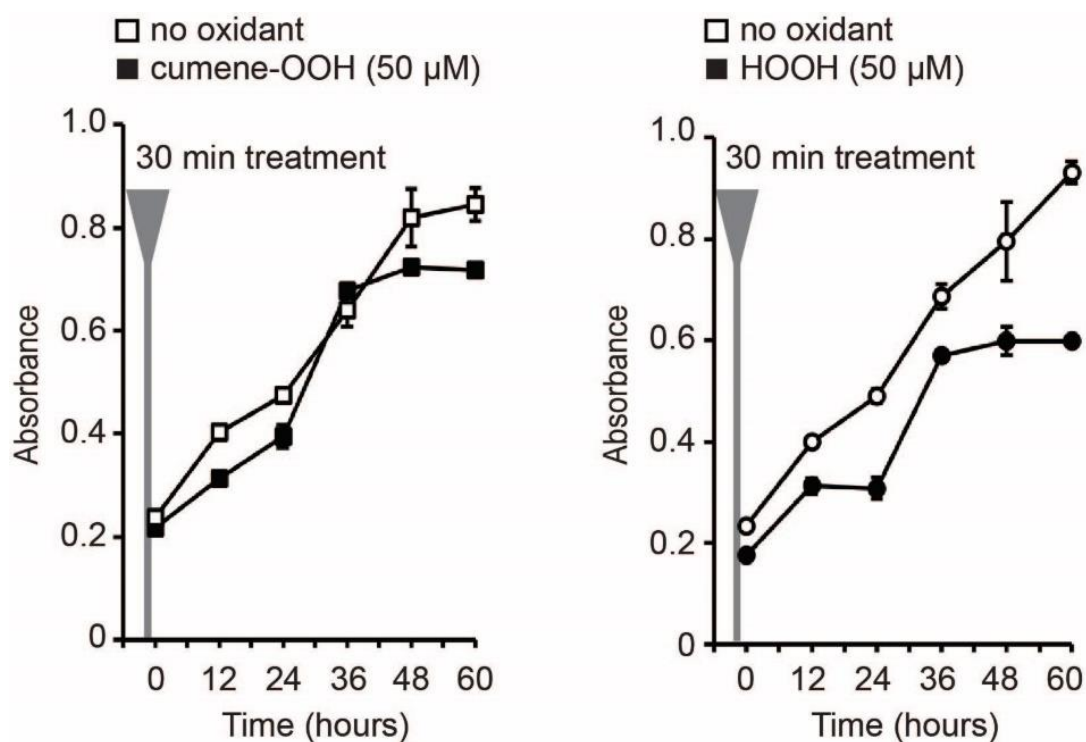 no oxidant
cumene-OOH (50 µM)
1.0
30 min treatment
0.8
0.6
0.4
0.2
0
Absorbance
0 12 24 36 48 60
Time (hours)
no oxidant
HOOH (50 µM)
1.0
30 min treatment
0.8
0.6
0.4
0.2
0
Absorbance
0 12 24 36 48 60
Time (hours)